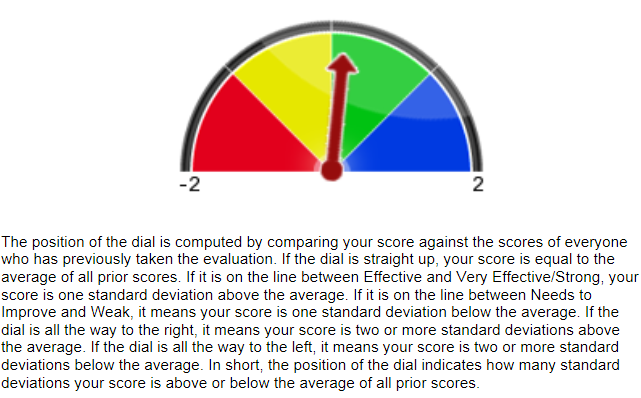 -2 2
The position of the dial is computed by comparing your score against the scores of everyone
who has previously taken the evaluation. If the dial is straight up, your score is equal to the
average of all prior scores. If it is on the line between Effective and Very Effective/Strong, your
score is one standard deviation above the average. If it is on the line between Needs to
Improve and Weak, it means your score is one standard deviation below the average. If the
dial is all the way to the right, it means your score is two or more standard deviations above
the average. If the dial is all the way to the left, it means your score is two or more standard
deviations below the average. In short, the position of the dial indicates how many standard
deviations your score is above or below the average of all prior scores.